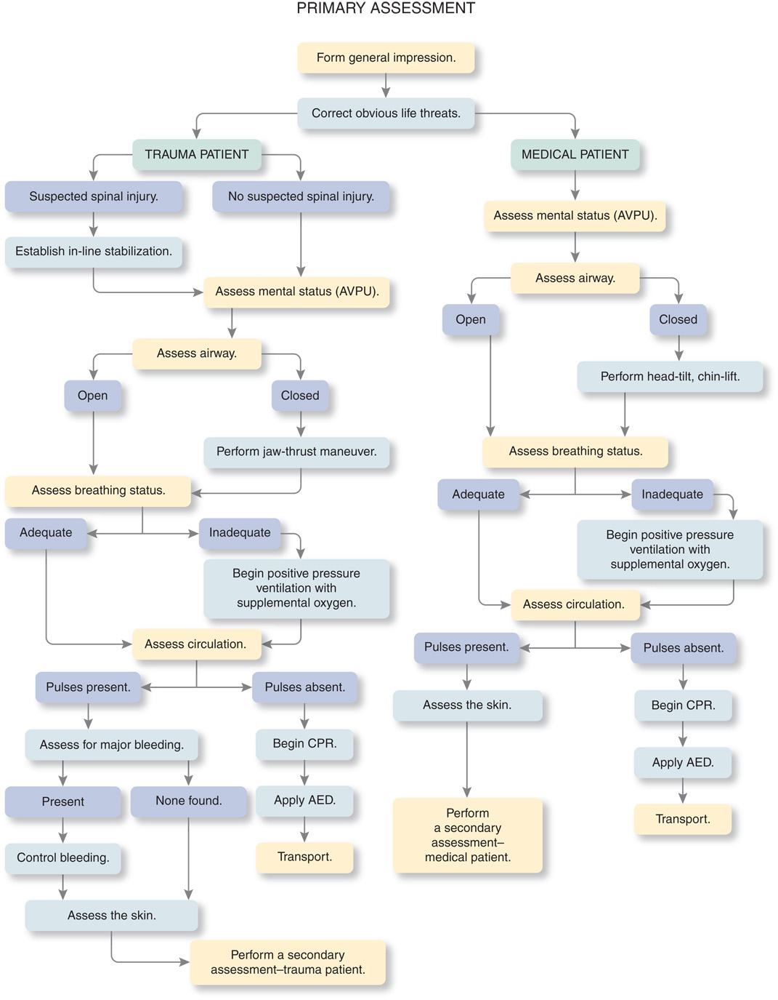 PRIMARY ASSESSMENT
Form general impression.
Correct obvious life threats.
TRAUMA PATIENT
Suspected spinal injury.
No suspected spinal injury.
Establish in-line stabilization.
Assess mental status (AVPU).
Assess airway.
Open
Closed
Perform jaw-thrust maneuver.
Assess breathing status.
Adequate
Inadequate
Begin positive pressure
ventilation with
supplemental oxygen.
Assess circulation.
Pulses present.
Pulses absent.
Assess for major bleeding.
Begin CPR.
Present
None found.
Apply AED.
Control bleeding.
Transport.
Assess the skin.
Perform a secondary
assessment–trauma patient.
MEDICAL PATIENT
Assess mental status (AVPU).
Assess airway.
Open
Closed
Perform head-tilt, chin-lift.
Assess breathing status.
Adequate
Inadequate
Begin positive pressure
ventilation with
supplemental oxygen.
Assess circulation.
Pulses present.
Pulses absent.
Assess the skin.
Begin CPR.
Apply AED.
Perform
a secondary
assessment–
medical patient.
Transport.